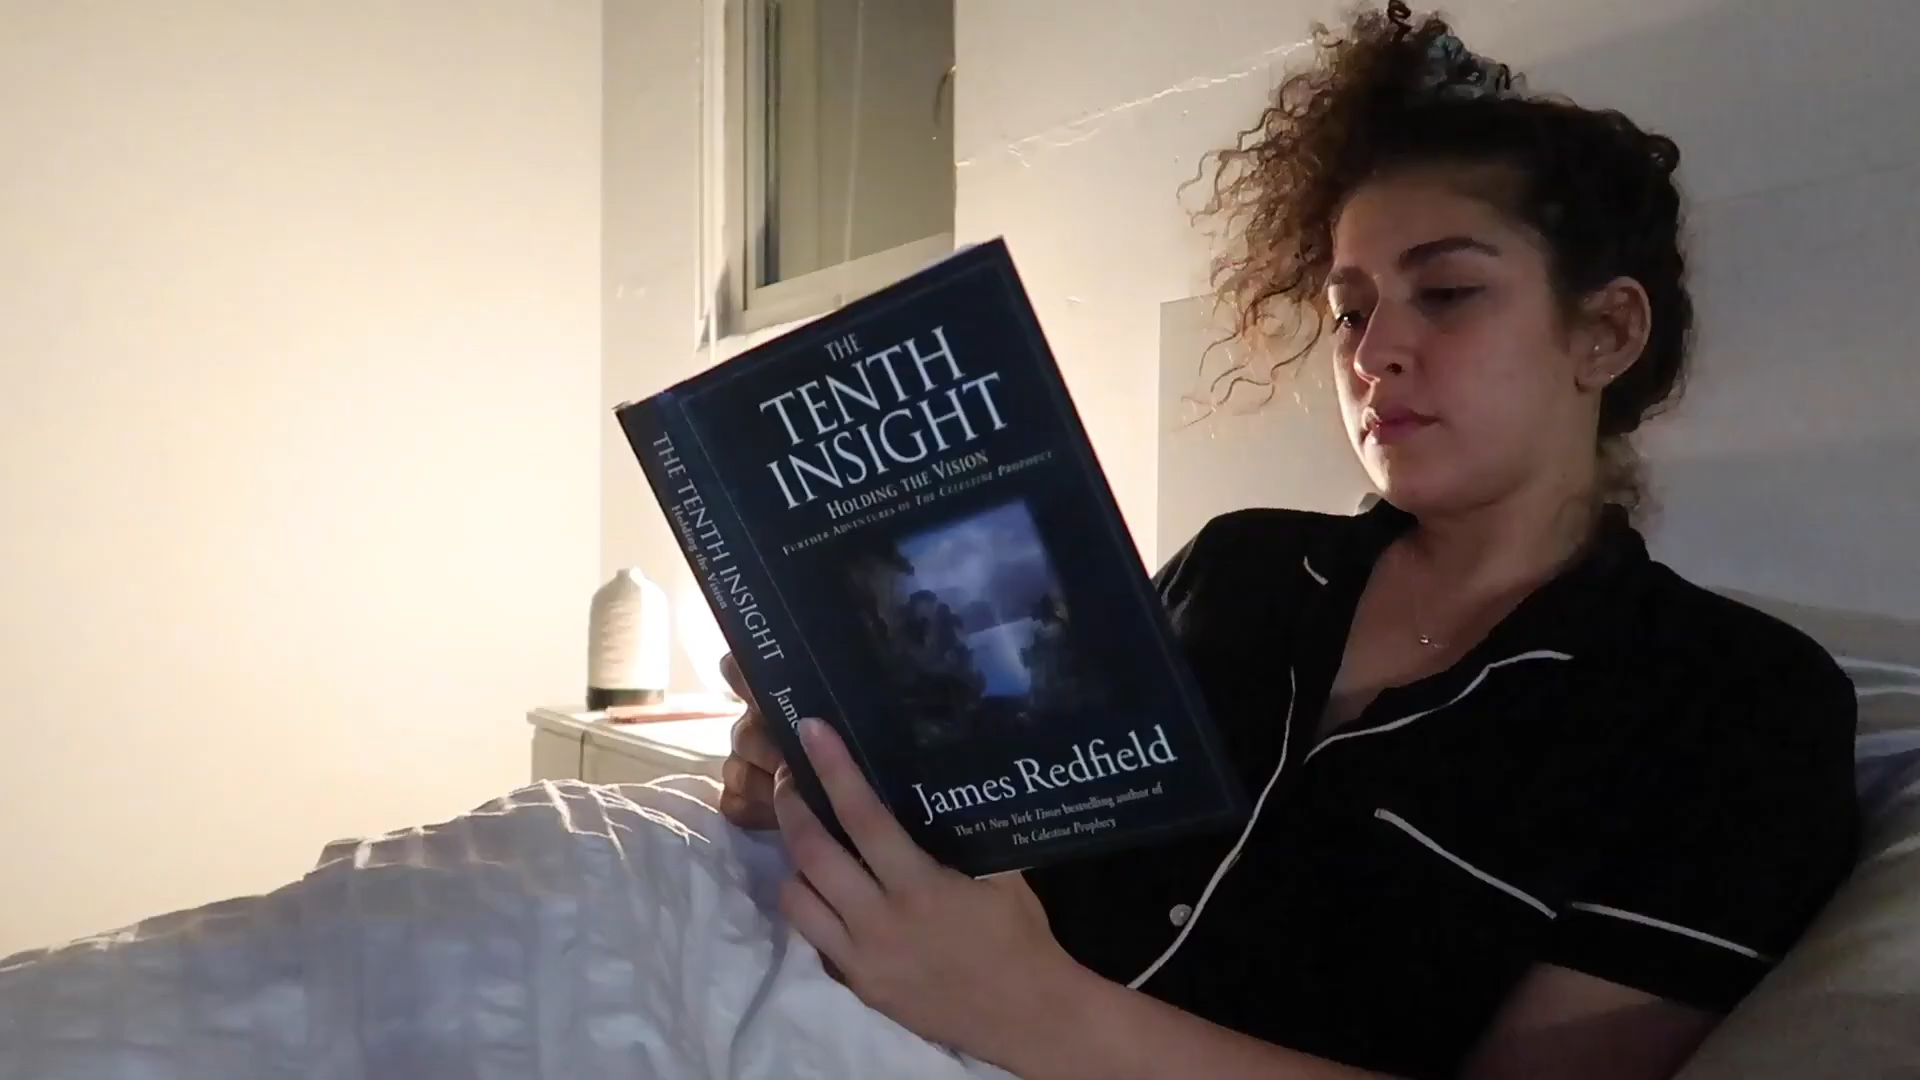 THE
TENTH
INSIGHT
HOLDING THE VISION
FURTHER ADVENTURES OF THE CELESTINE PROPHECY
James Redfield
The #1 New York Times bestselling author of
The Celestine Prophecy
THE TENTH INSIGHT James
Holding the Vision